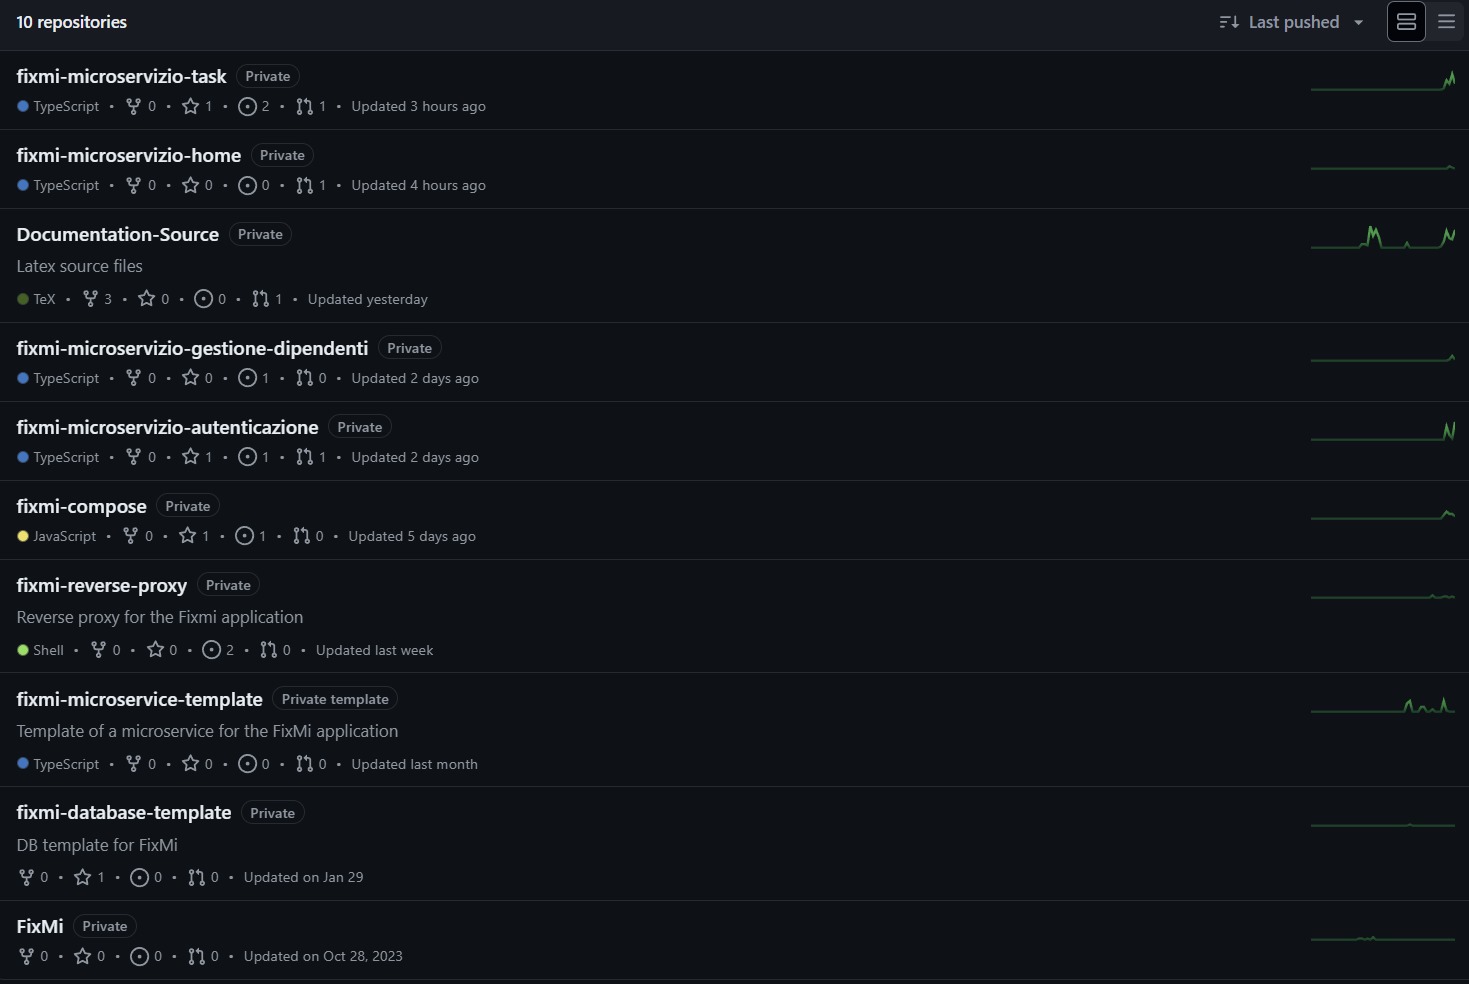 10 repositories
Last pushed
fixmi-microservizio-task Private
TypeScript • 0 • 1 • 2 • 1 • Updated 3 hours ago
fixmi-microservizio-home Private
TypeScript • 0 • 0 • 0 • 1 • Updated 4 hours ago
Documentation-Source Private
Latex source files
TeX • 3 • 0 • 0 • 1 • Updated yesterday
fixmi-microservizio-gestione-dipendenti Private
TypeScript • 0 • 0 • 1 • 0 • Updated 2 days ago
fixmi-microservizio-autenticazione Private
TypeScript • 0 • 1 • 1 • 1 • Updated 2 days ago
fixmi-compose Private
JavaScript • 0 • 1 • 1 • 0 • Updated 5 days ago
fixmi-reverse-proxy Private
Reverse proxy for the Fixmi application
Shell • 0 • 0 • 2 • 0 • Updated last week
fixmi-microservice-template Private template
Template of a microservice for the FixMi application
TypeScript • 0 • 0 • 0 • 0 • Updated last month
fixmi-database-template Private
DB template for FixMi
0 • 1 • 0 • 0 • Updated on Jan 29
FixMi Private
0 • 0 • 0 • 0 • Updated on Oct 28, 2023